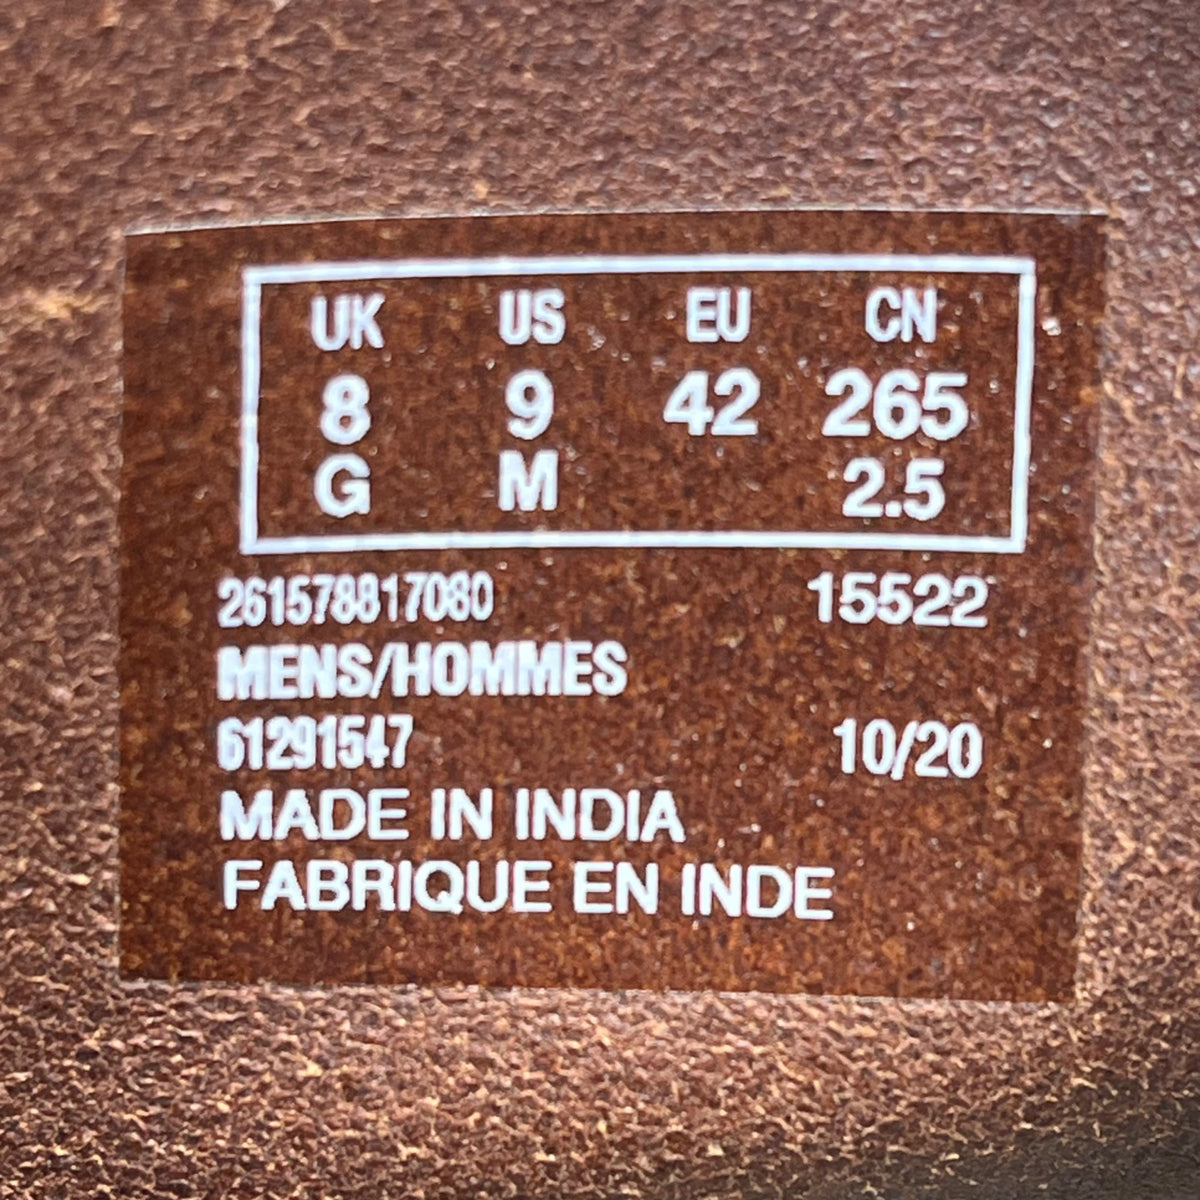 UK US EU CN
8 9 42 265
G M 2.5
261578817080 15522
MENS/HOMMES
61291547 10/20
MADE IN INDIA
FABRIQUE EN INDE